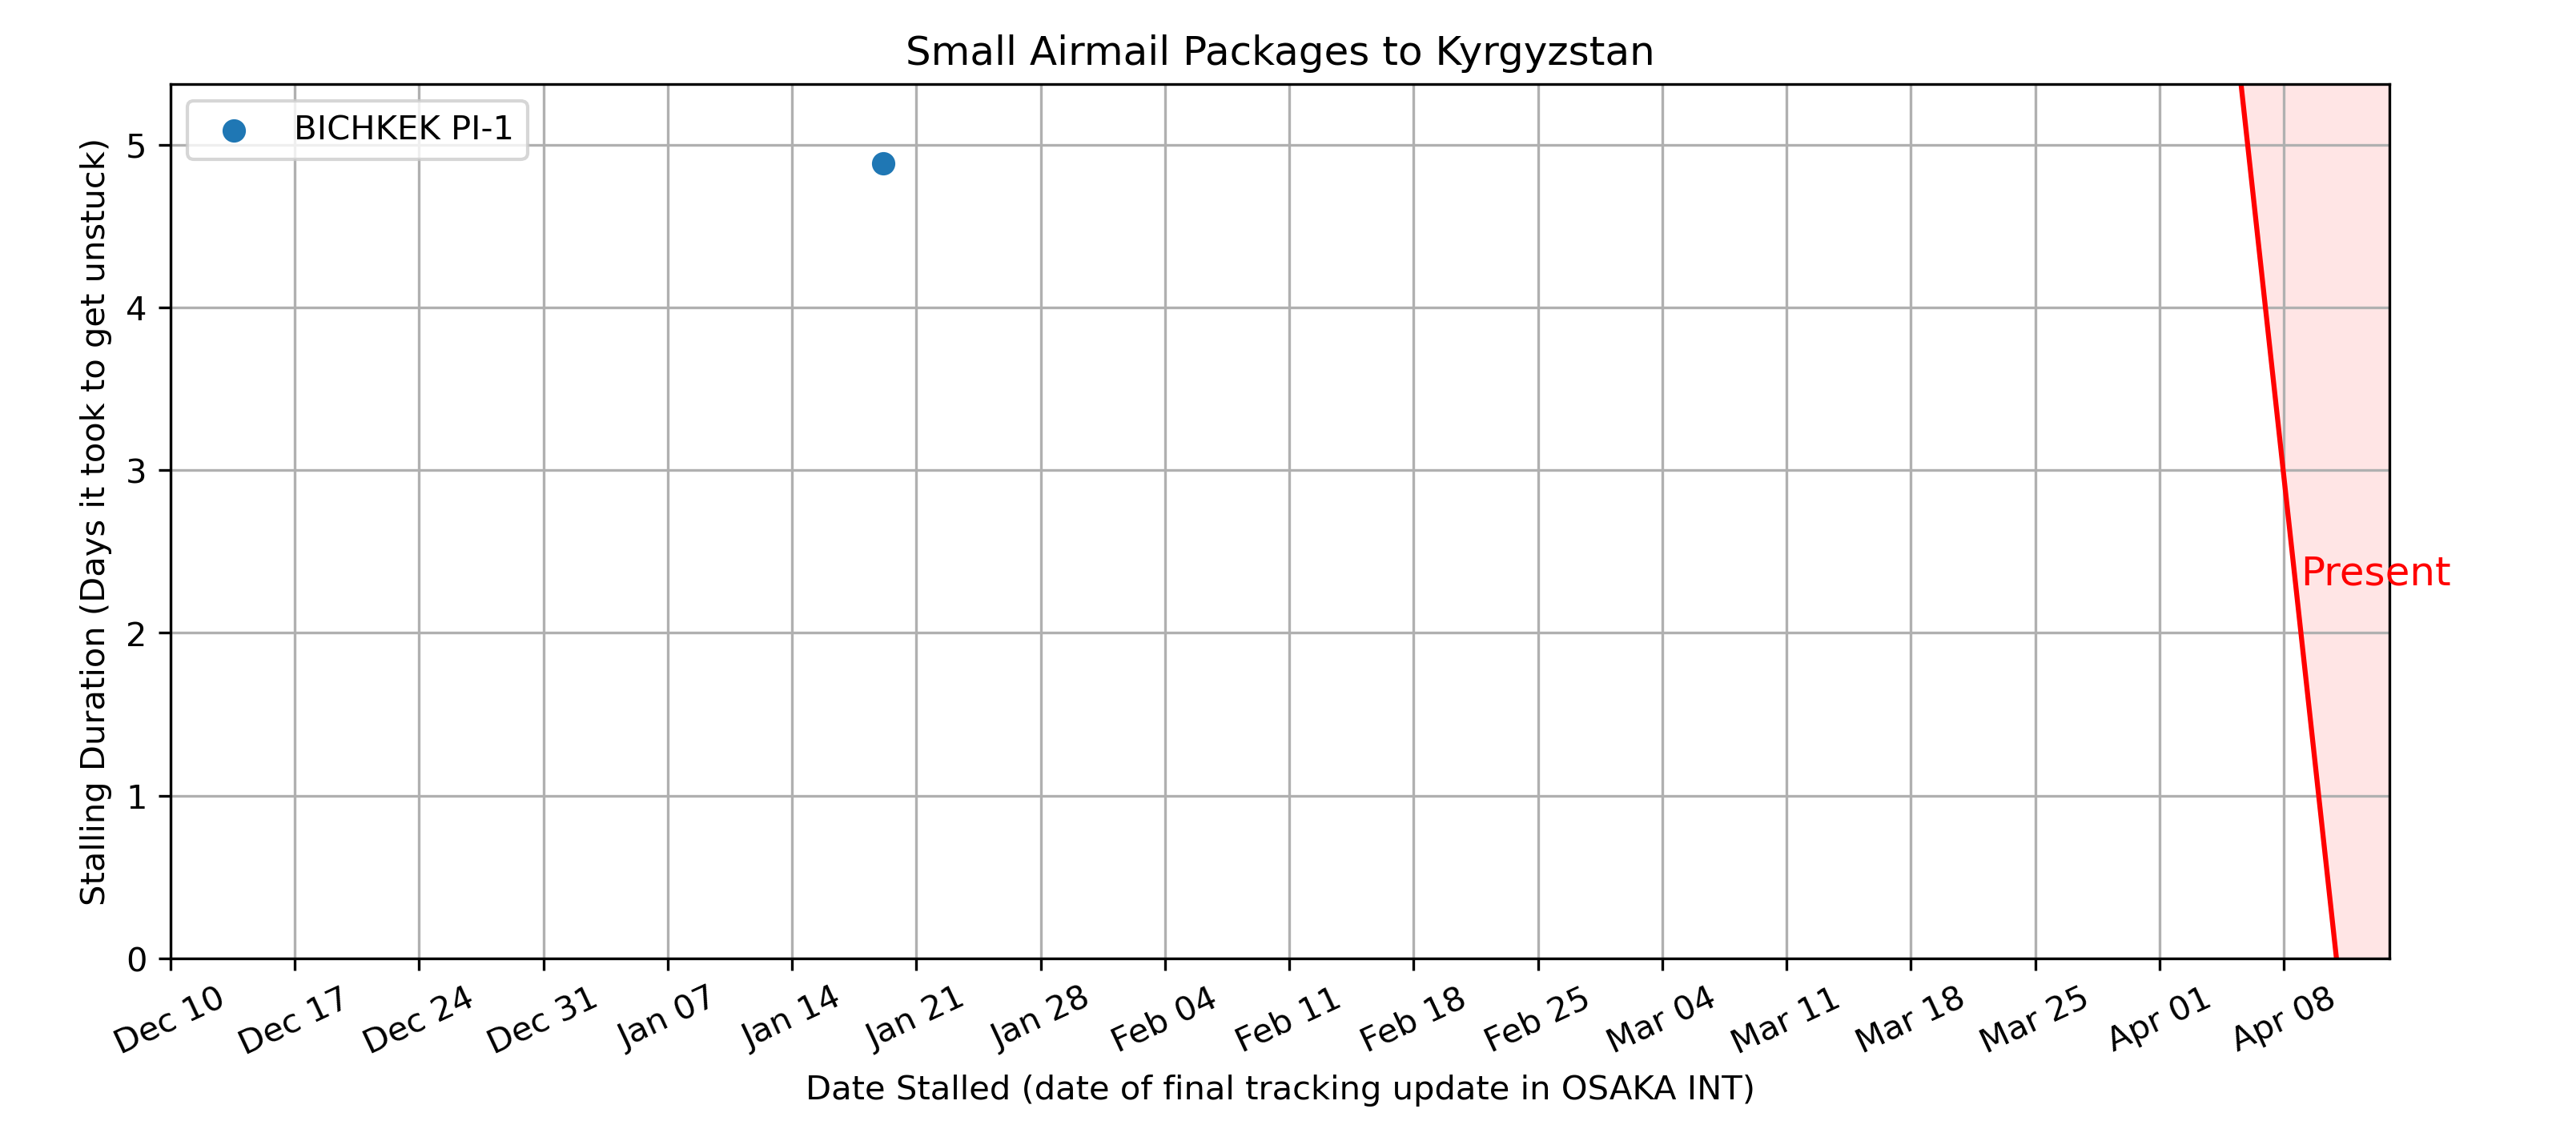 Small Airmail Packages to Kyrgyzstan
BICHKEK PI-1
Stalling Duration (Days it took to get unstuck)
5
4
3
2
1
0
Present
Dec 10
Dec 17
Dec 24
Dec 31
Jan 07
Jan 14
Jan 21
Jan 28
Feb 04
Feb 11
Feb 18
Feb 25
Mar 04
Mar 11
Mar 18
Mar 25
Apr 01
Apr 08
Date Stalled (date of final tracking update in OSAKA INT)